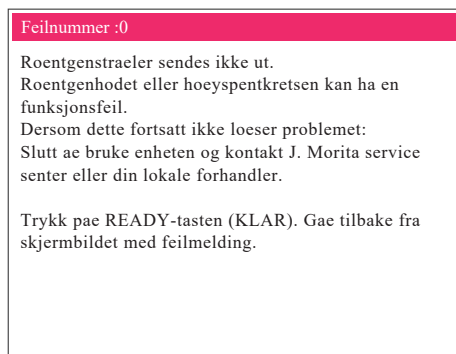 Feilnummer :0
Roentgenstraeler sendes ikke ut.
Roentgenhodet eller hoeyspentkretsen kan ha en
funksjonsfeil.
Dersom dette fortsatt ikke loeser problemet:
Slutt ae bruke enheten og kontakt J. Morita service
senter eller din lokale forhandler.
Trykk pae READY-tasten (KLAR). Gae tilbake fra
skjermbildet med feilmelding.